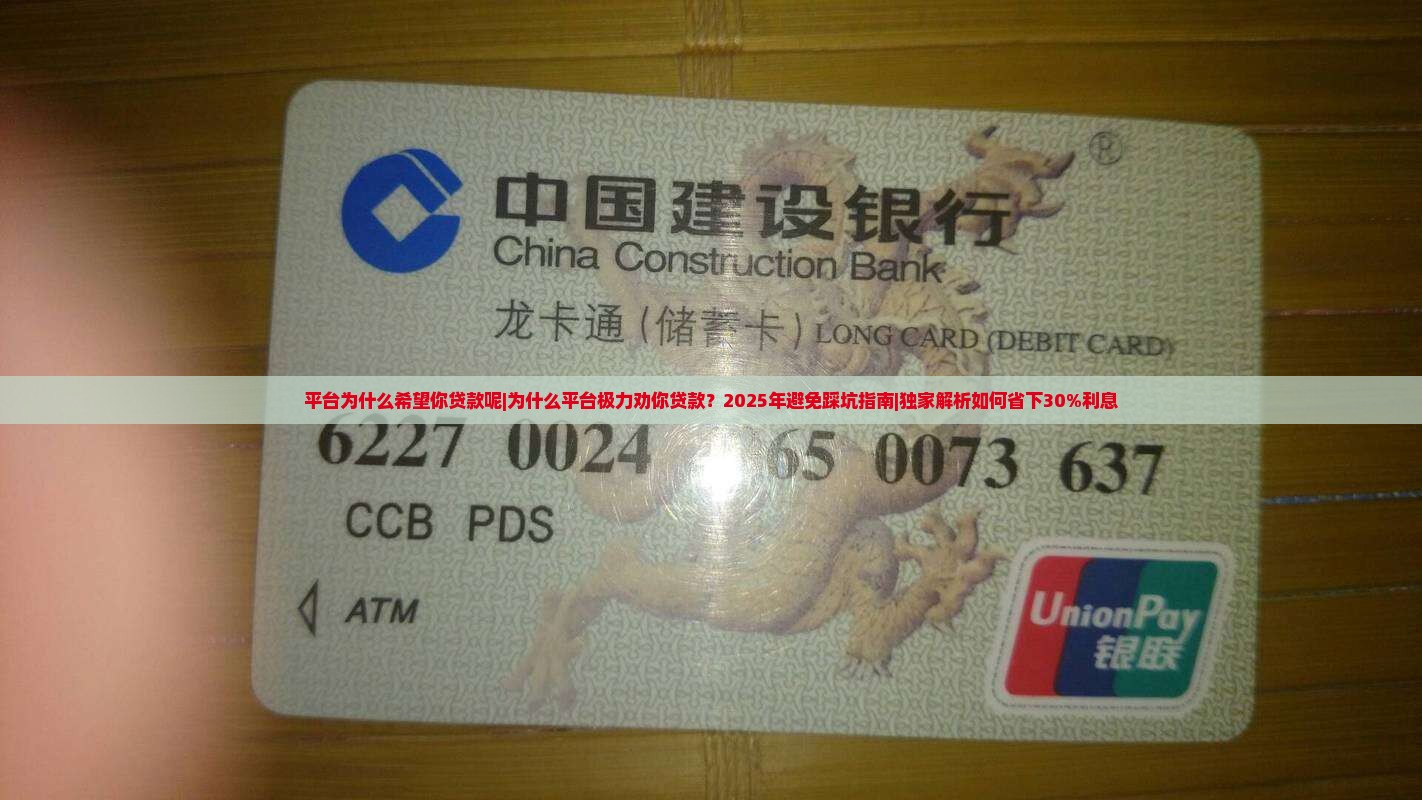 ®
中国建设银行
China Construction Bank
龙卡通(储蓄卡) LONG CARD (DEBIT CARD)
平台为什么希望你贷款呢|为什么平台极力劝你贷款？2025年避免踩坑指南|独家解析如何省下30%利息
6227 0024 65 0073 637
CCB PDS
ATM
UnionPay
银联